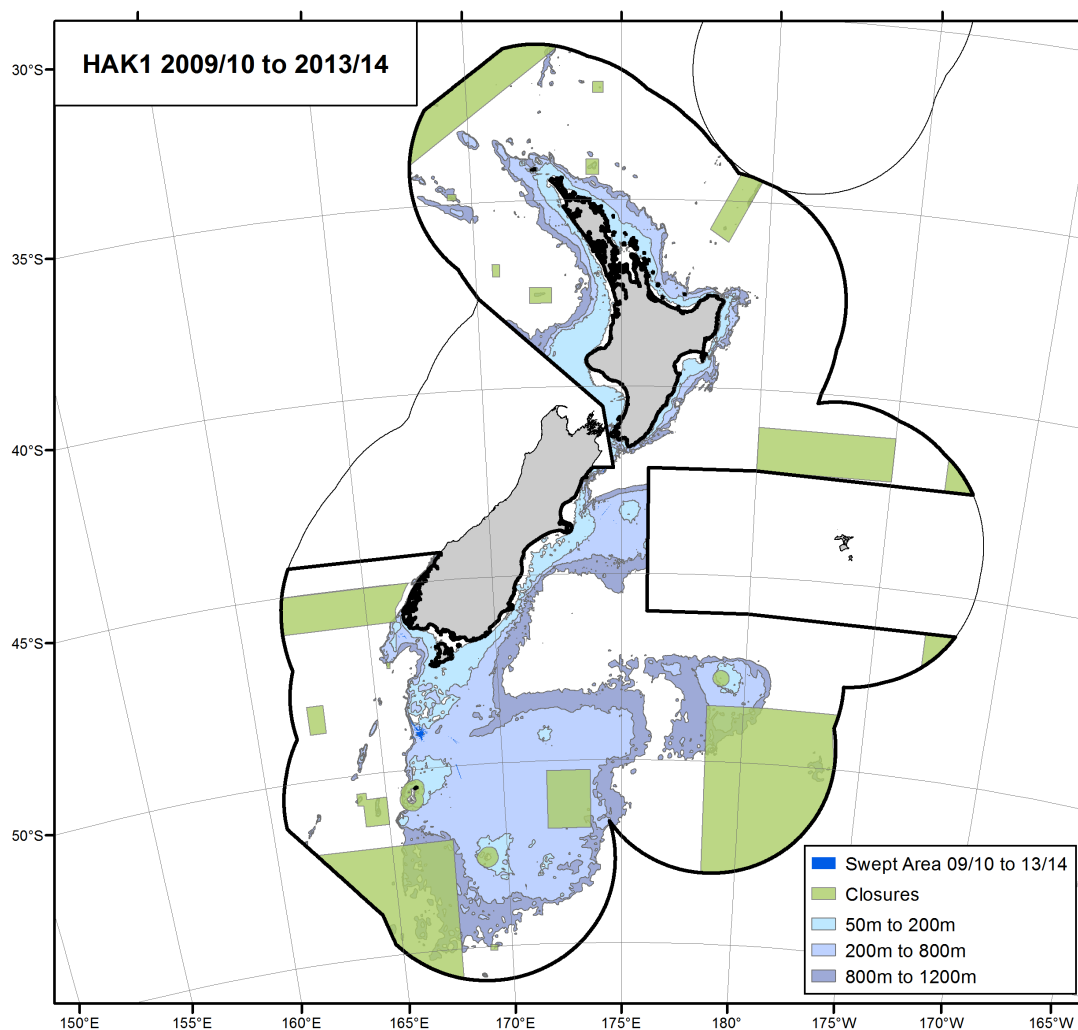 HAK1 2009/10 to 2013/14
30°S
35°S
40°S
45°S
50°S
Swept Area 09/10 to 13/14
Closures
50m to 200m
200m to 800m
800m to 1200m
150°E
155°E
160°E
165°E
170°E
175°E
180°
175°W
170°W
165°W